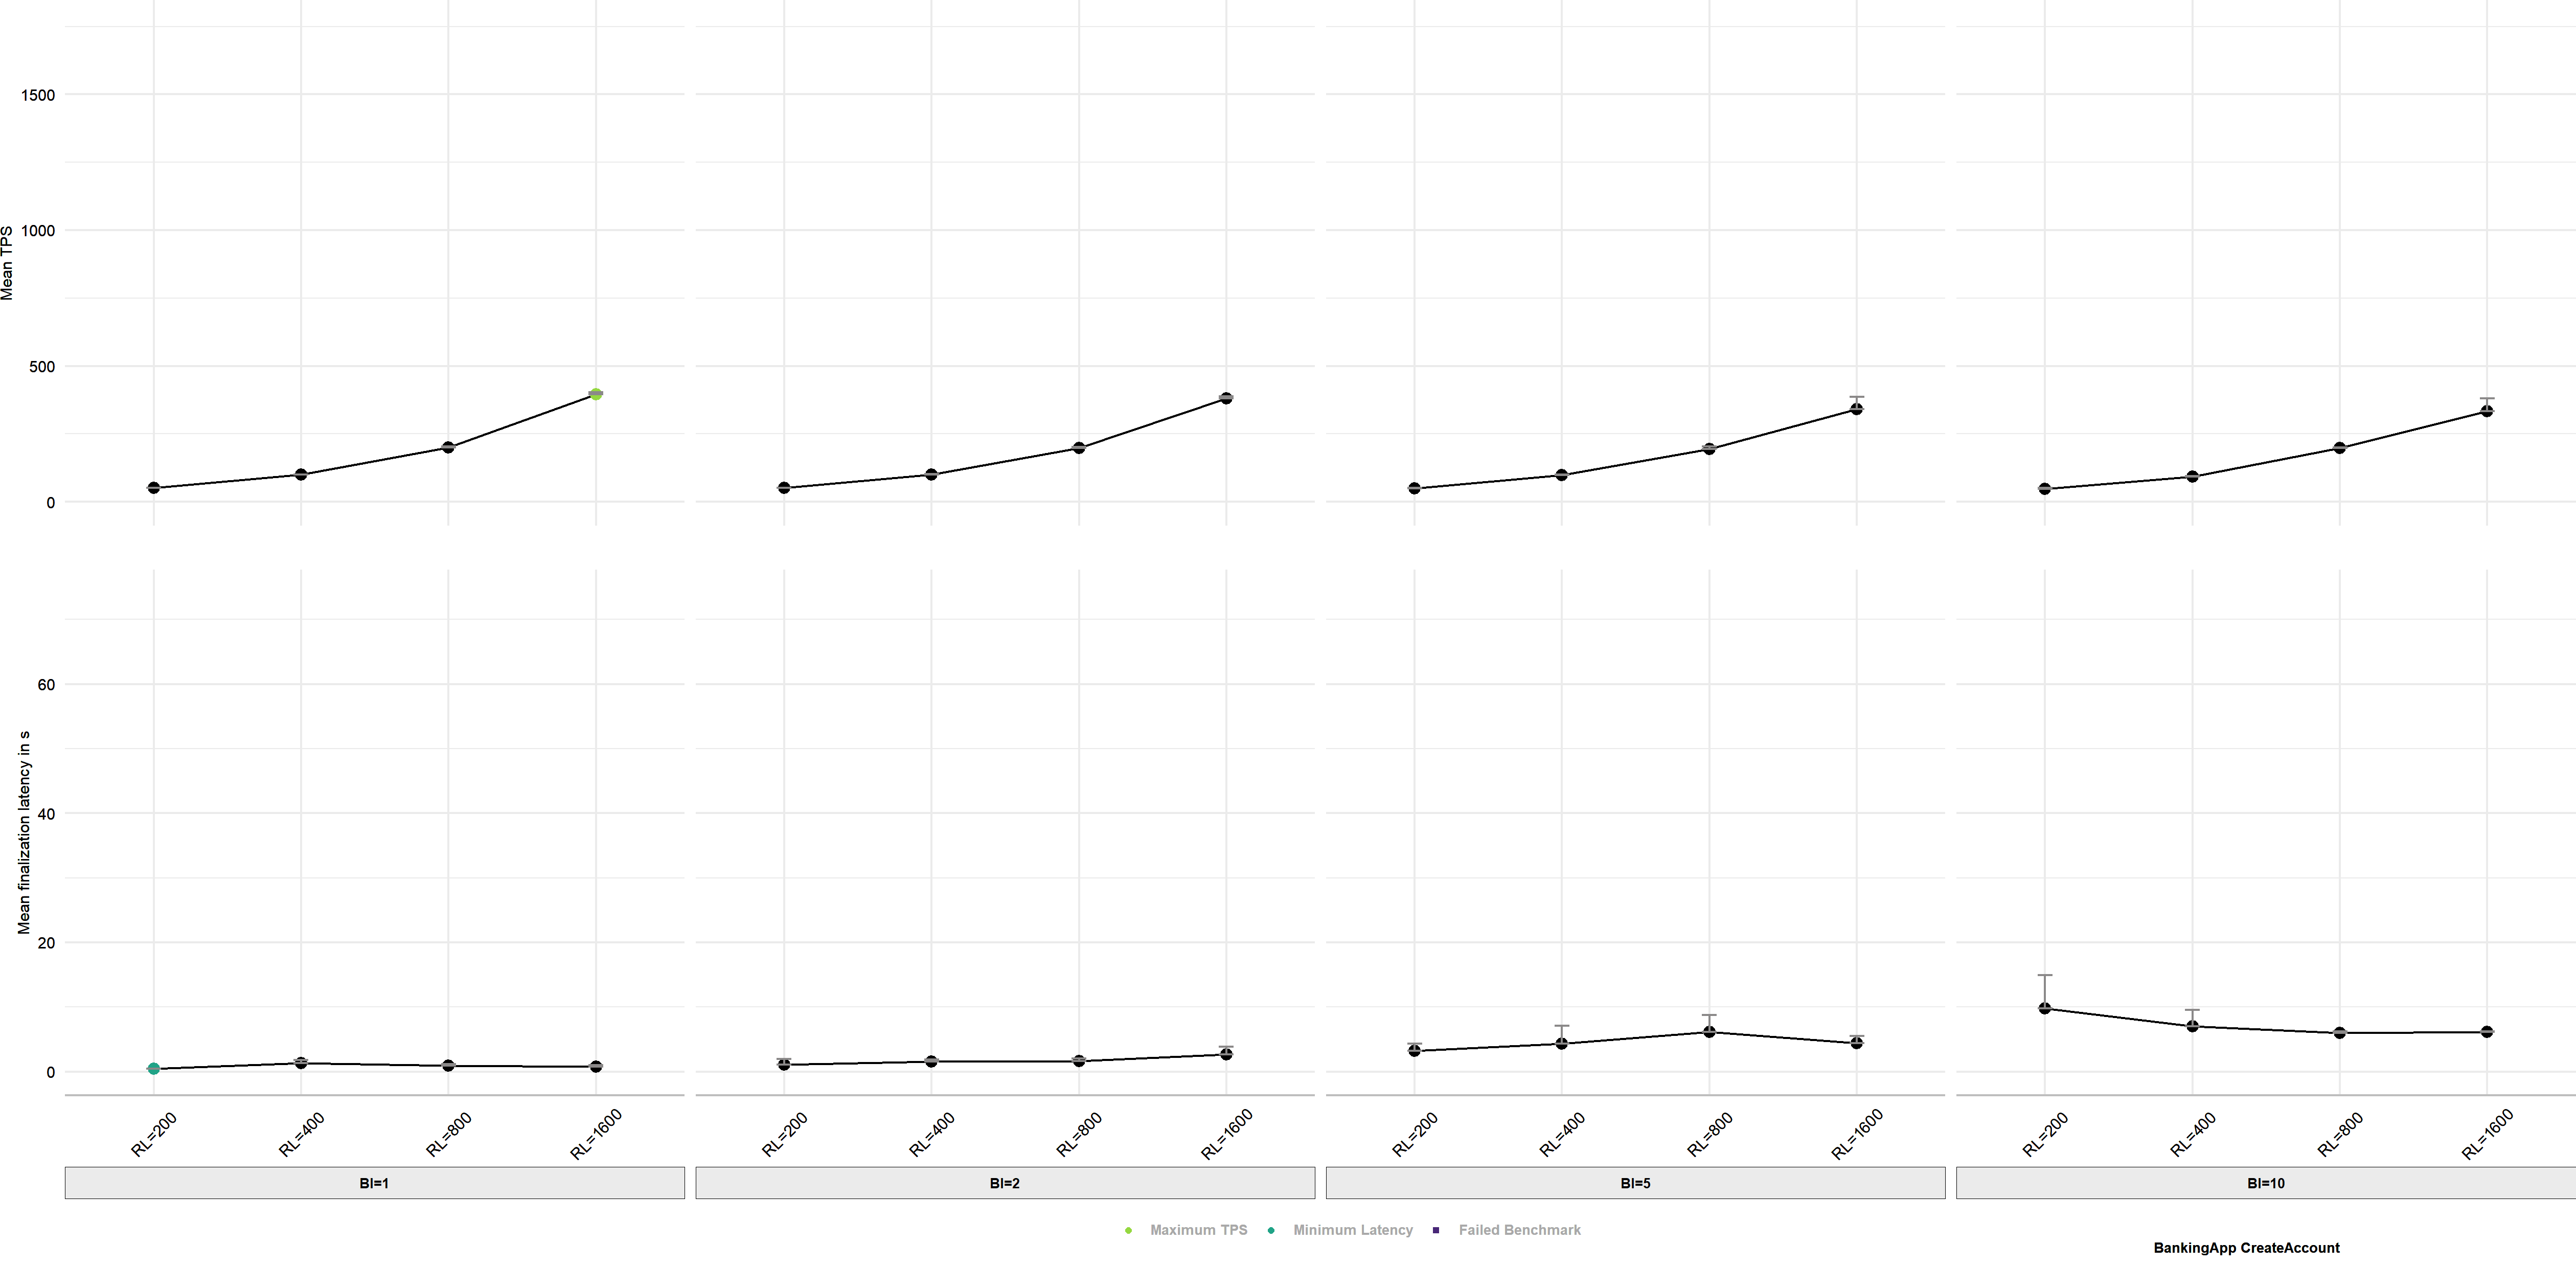 1500
1000
500
0
Mean TPS
60
40
20
0
Mean finalization latency in s
RL=200 RL=400 RL=800 RL=1600 RL=200 RL=400 RL=800 RL=1600 RL=200 RL=400 RL=800 RL=1600 RL=200 RL=400 RL=800 RL=1600
BI=1 BI=2 BI=5 BI=10
Maximum TPS Minimum Latency Failed Benchmark
BankingApp CreateAccount